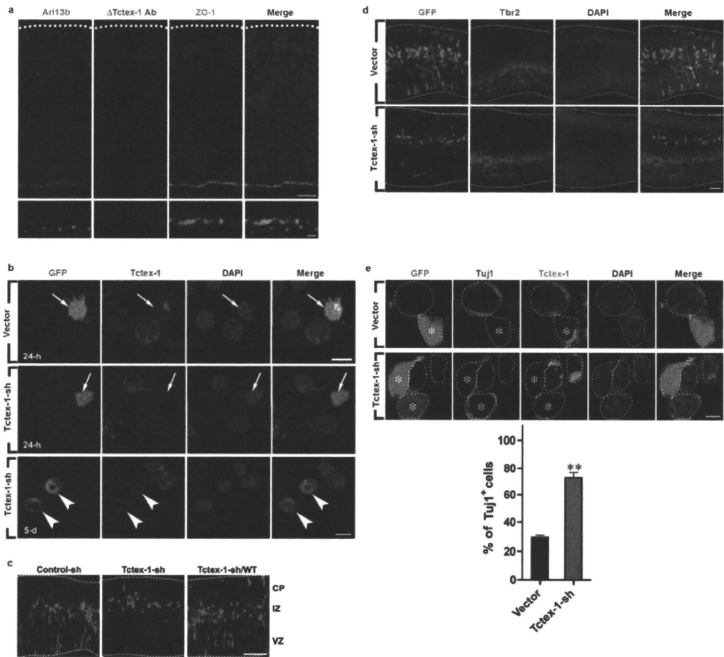 a
Arl13b ΔTctex-1 Ab ZO-1 Merge
b
GFP Tctex-1 DAPI Merge
Vector
24-h
Tctex-1-sh
24-h
Tctex-1-sh
5-d
c
Control-sh Tctex-1-sh Tctex-1-sh/WT
CP
IZ
VZ
d
GFP Tbr2 DAPI Merge
Vector
Tctex-1-sh
e
GFP Tuj1 Tctex-1 DAPI Merge
Vector
*
*
Tctex-1-sh
* * *
* * *
% of Tuj1+cells
100
80
60
40
20
0
**
Vector
Tctex-1-sh